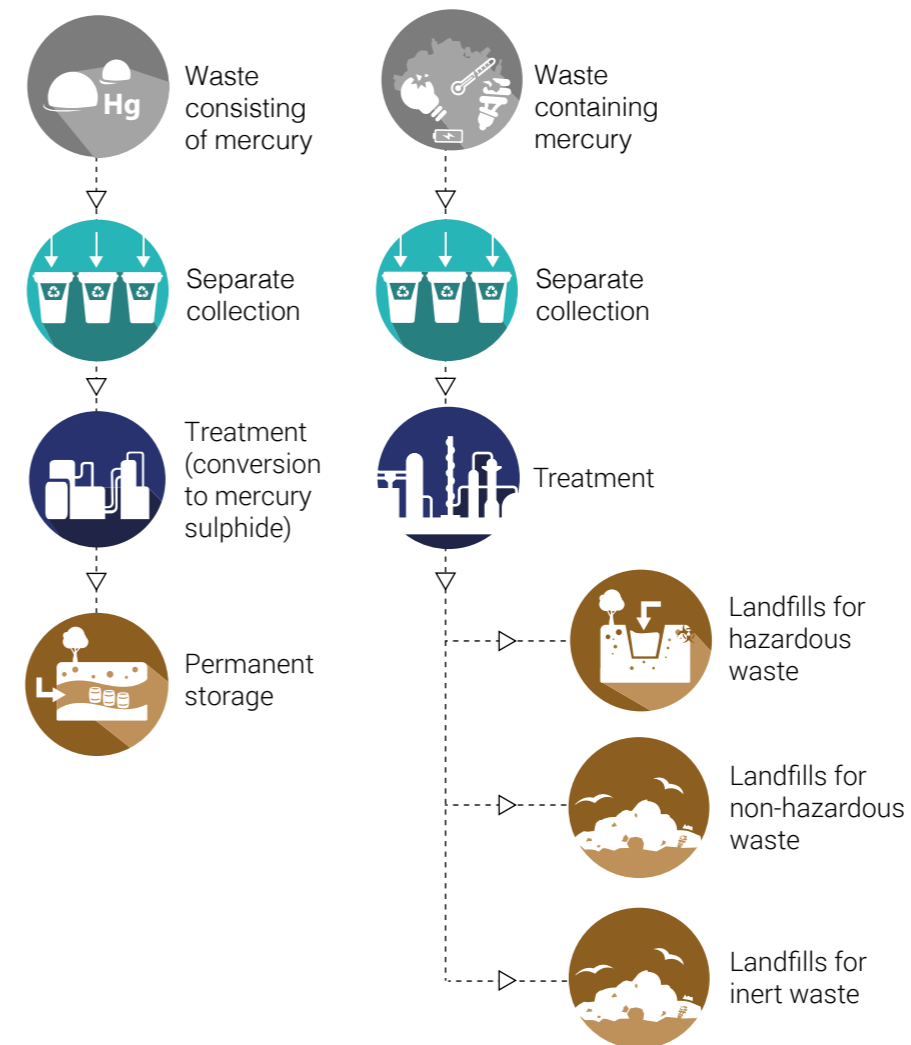 Hg
Waste
consisting
of mercury
Waste
containing
mercury
Separate
collection
Separate
collection
Treatment
(conversion
to mercury
sulphide)
Treatment
Permanent
storage
Landfills for
hazardous
waste
Landfills for
non-hazardous
waste
Landfills for
inert waste